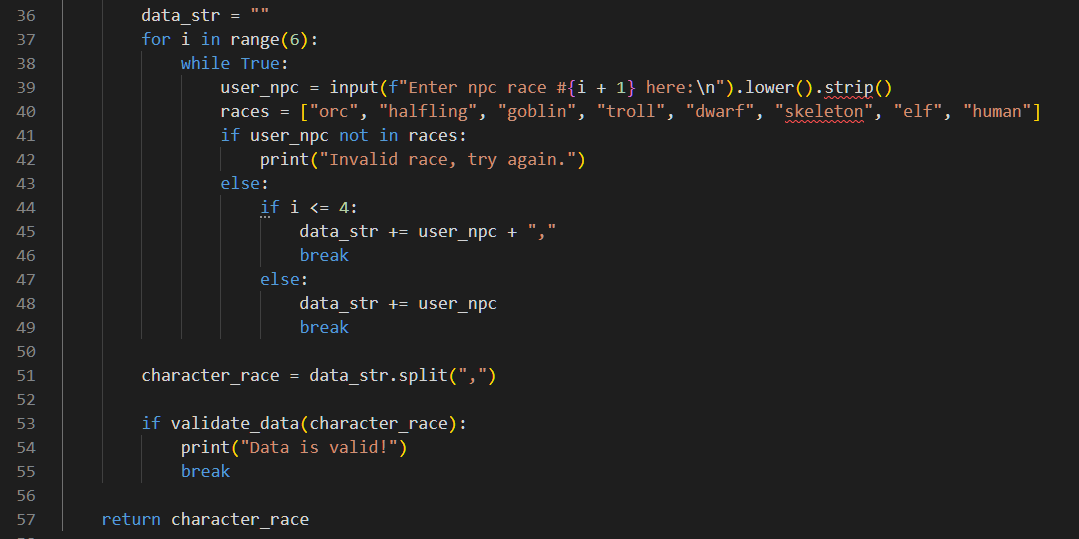 36 data_str = ""
37 for i in range(6):
38 while True:
39 user_npc = input(f"Enter npc race #{i + 1} here:\n").lower().strip()
40 races = ["orc", "halfling", "goblin", "troll", "dwarf", "skeleton", "elf", "human"]
41 if user_npc not in races:
42 print("Invalid race, try again.")
43 else:
44 if i <= 4:
45 data_str += user_npc + ","
46 break
47 else:
48 data_str += user_npc
49 break
50
51 character_race = data_str.split(",")
52
53 if validate_data(character_race):
54 print("Data is valid!")
55 break
56
57 return character_race